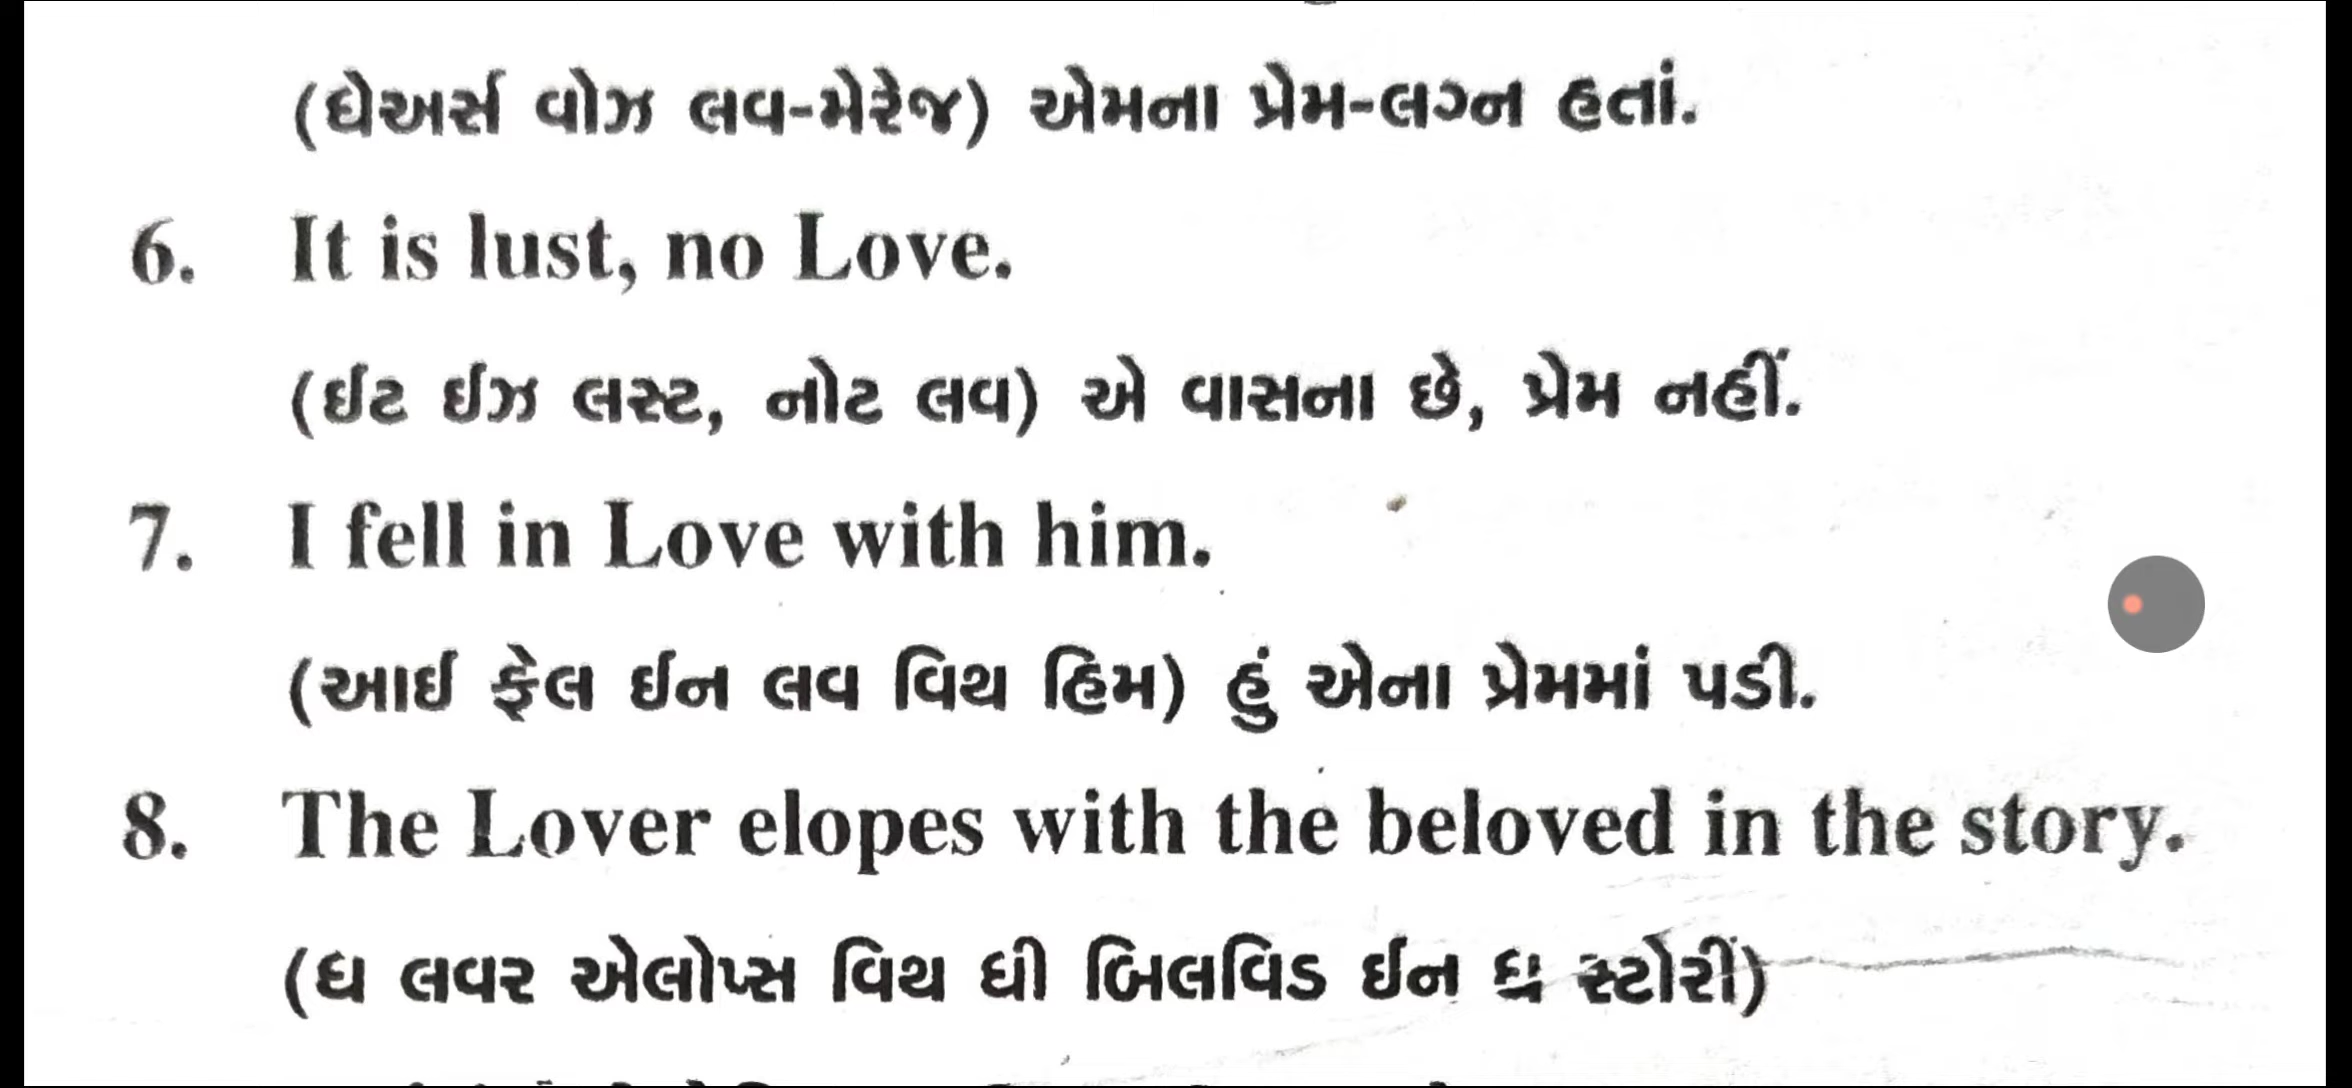 (ધેઅર્સ વોઝ લવ-મેરેજ) એમના પ્રેમ-લગ્ન હતાં.
6. It is lust, no Love.
(ઈટ ઈઝ લસ્ટ, નોટ લવ) એ વાસના છે, પ્રેમ નહીં.
7. I fell in Love with him.
(આઈ ફેલ ઈન લવ વિથ હિમ) હું એના પ્રેમમાં પડી.
8. The Lover elopes with the beloved in the story.
(ધ લવર એલોપ્સ વિથ ધી બિલવિડ ઈન ધ સ્ટોરીં)